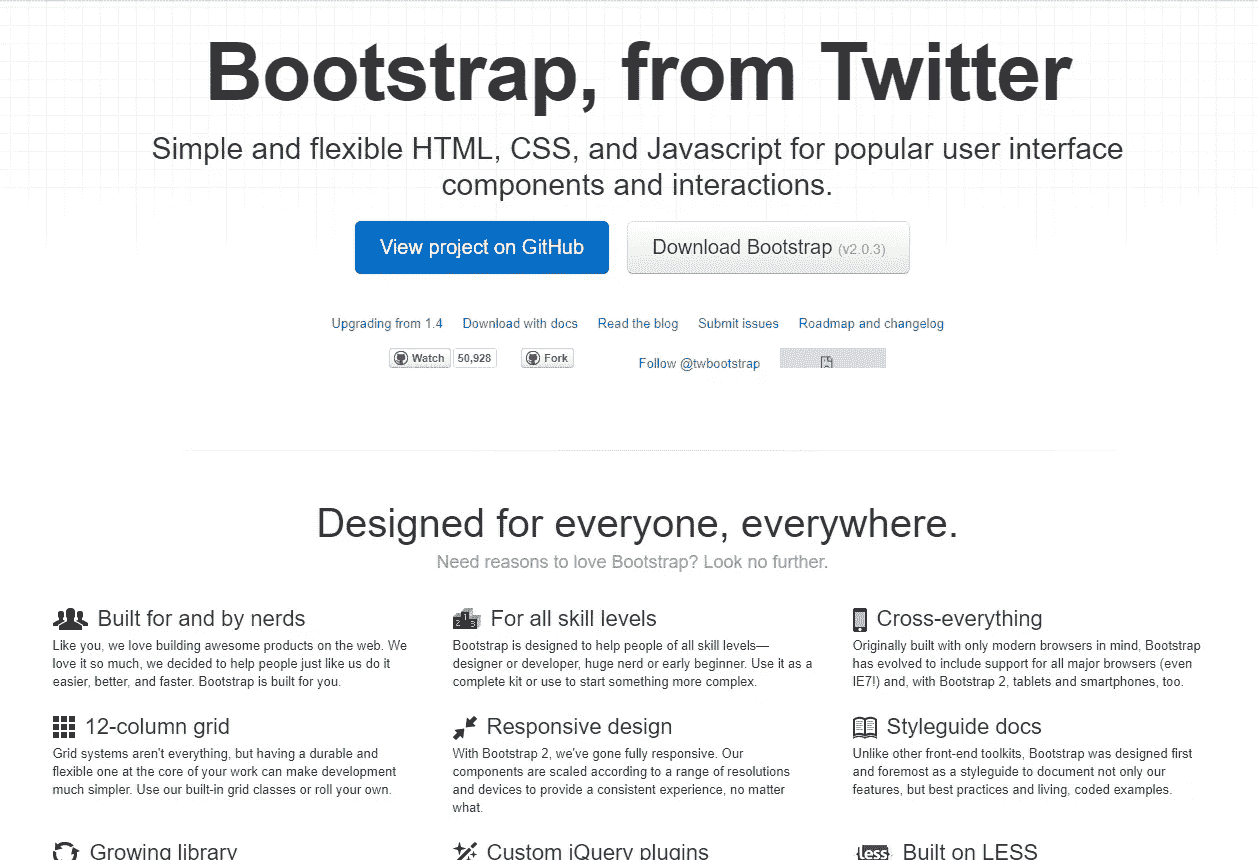 Bootstrap, from Twitter
Simple and flexible HTML, CSS, and Javascript for popular user interface
components and interactions.
View project on GitHub
Download Bootstrap (v2.0.3)
Upgrading from 1.4 Download with docs Read the blog Submit issues Roadmap and changelog
Watch 50,928 Fork Follow @twbootstrap
Designed for everyone, everywhere.
Need reasons to love Bootstrap? Look no further.
Built for and by nerds
Like you, we love building awesome products on the web. We
love it so much, we decided to help people just like us do it
easier, better, and faster. Bootstrap is built for you.
For all skill levels
Bootstrap is designed to help people of all skill levels—
designer or developer, huge nerd or early beginner. Use it as a
complete kit or use to start something more complex.
Cross-everything
Originally built with only modern browsers in mind, Bootstrap
has evolved to include support for all major browsers (even
IE7!) and, with Bootstrap 2, tablets and smartphones, too.
12-column grid
Grid systems aren't everything, but having a durable and
flexible one at the core of your work can make development
much simpler. Use our built-in grid classes or roll your own.
Responsive design
With Bootstrap 2, we've gone fully responsive. Our
components are scaled according to a range of resolutions
and devices to provide a consistent experience, no matter
what.
Styleguide docs
Unlike other front-end toolkits, Bootstrap was designed first
and foremost as a styleguide to document not only our
features, but best practices and living, coded examples.
Growing library
Custom jQuery plugins
{less}
Built on LESS